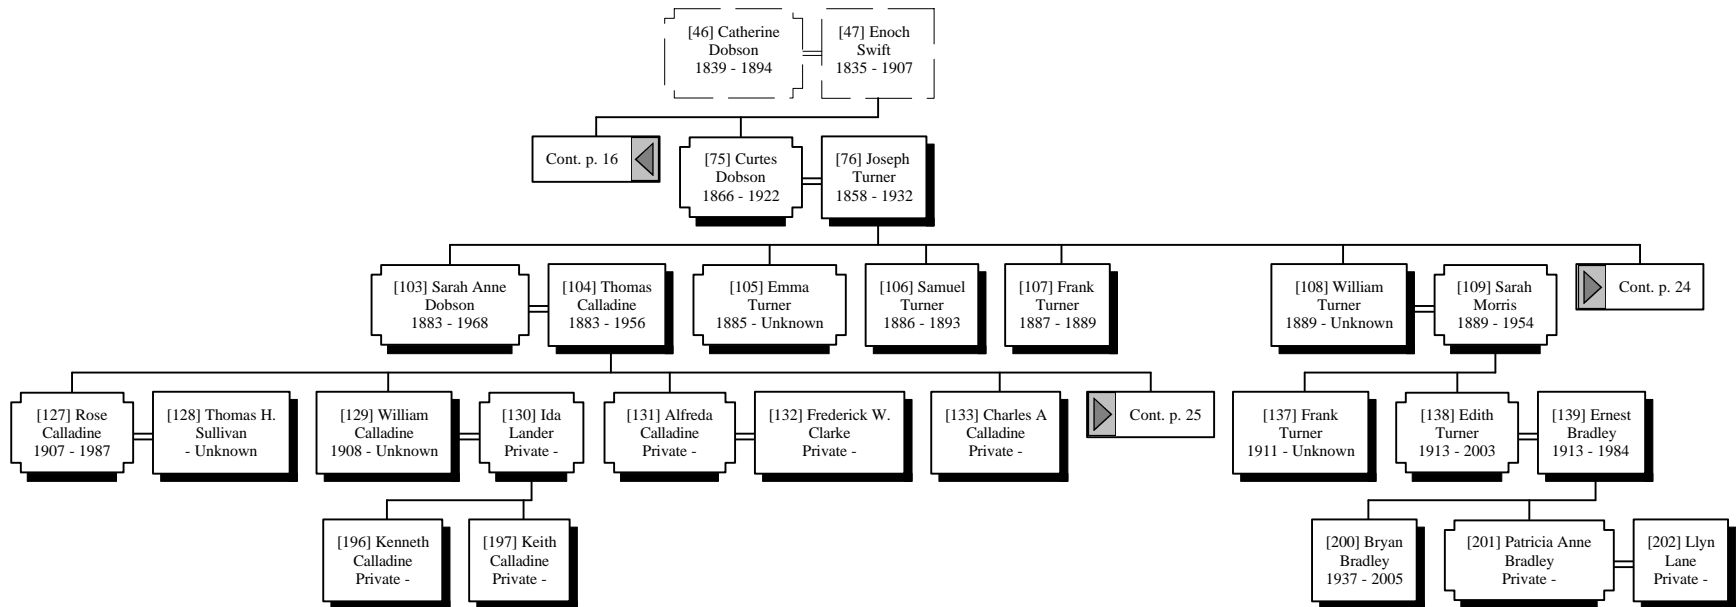 [46] Catherine
Dobson
1839 - 1894
[47] Enoch
Swift
1835 - 1907
Cont. p. 16
[75] Curtes
Dobson
1866 - 1922
[76] Joseph
Turner
1858 - 1932
[103] Sarah Anne
Dobson
1883 - 1968
[104] Thomas
Calladine
1883 - 1956
[105] Emma
Turner
1885 - Unknown
[106] Samuel
Turner
1886 - 1893
[107] Frank
Turner
1887 - 1889
[108] William
Turner
1889 - Unknown
[109] Sarah
Morris
1889 - 1954
Cont. p. 24
[127] Rose
Calladine
1907 - 1987
[128] Thomas H.
Sullivan
- Unknown
[129] William
Calladine
1908 - Unknown
[130] Ida
Lander
Private -
[131] Alfreda
Calladine
Private -
[132] Frederick W.
Clarke
Private -
[133] Charles A
Calladine
Private -
Cont. p. 25
[137] Frank
Turner
1911 - Unknown
[138] Edith
Turner
1913 - 2003
[139] Ernest
Bradley
1913 - 1984
[196] Kenneth
Calladine
Private -
[197] Keith
Calladine
Private -
[200] Bryan
Bradley
1937 - 2005
[201] Patricia Anne
Bradley
Private -
[202] Llyn
Lane
Private -